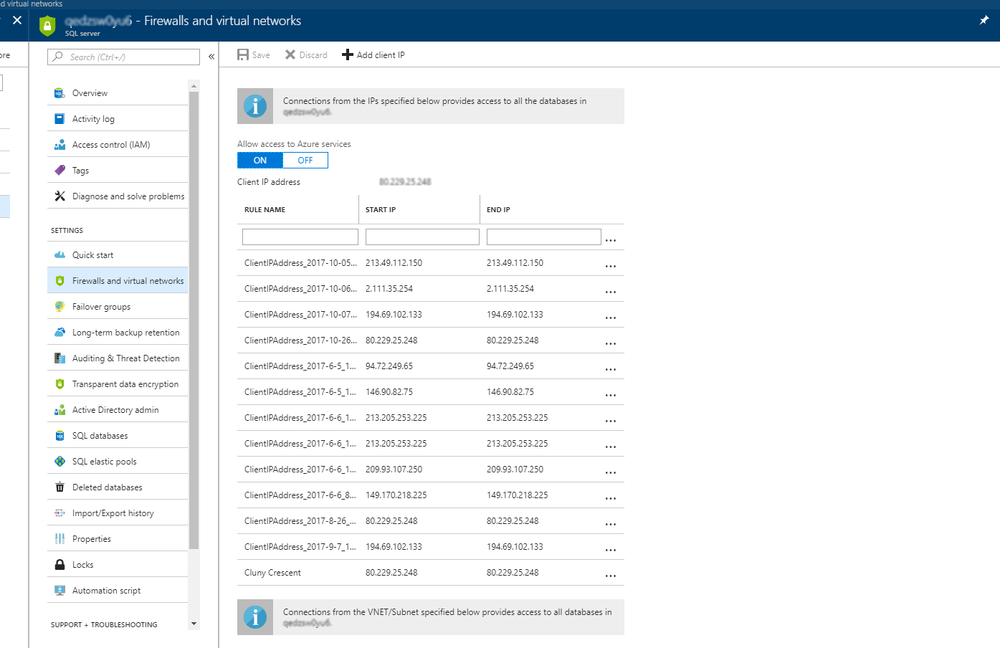 d virtual networks
- Firewalls and virtual networks
SQL server
ore
Search (Ctrl+/)
«
Save
Discard
Add client IP
Overview
Activity log
Access control (IAM)
Tags
Diagnose and solve problems
SETTINGS
Quick start
Firewalls and virtual networks
Failover groups
Long-term backup retention
Auditing & Threat Detection
Transparent data encryption
Active Directory admin
SQL databases
SQL elastic pools
Deleted databases
Import/Export history
Properties
Locks
Automation script
SUPPORT + TROUBLESHOOTING
Connections from the IPs specified below provides access to all the databases in
Allow access to Azure services
ON OFF
Client IP address
RULE NAME START IP END IP
...
ClientIPAddress_2017-10-05... 213.49.112.150 213.49.112.150 ...
ClientIPAddress_2017-10-06... 2.111.35.254 2.111.35.254 ...
ClientIPAddress_2017-10-07... 194.69.102.133 194.69.102.133 ...
ClientIPAddress_2017-10-26... 80.229.25.248 80.229.25.248 ...
ClientIPAddress_2017-6-5_1... 94.72.249.65 94.72.249.65 ...
ClientIPAddress_2017-6-5_1... 146.90.82.75 146.90.82.75 ...
ClientIPAddress_2017-6-6_1... 213.205.253.225 213.205.253.225 ...
ClientIPAddress_2017-6-6_1... 213.205.253.225 213.205.253.225 ...
ClientIPAddress_2017-6-6_1... 209.93.107.250 209.93.107.250 ...
ClientIPAddress_2017-6-6_8... 149.170.218.225 149.170.218.225 ...
ClientIPAddress_2017-8-26_... 80.229.25.248 80.229.25.248 ...
ClientIPAddress_2017-9-7_1... 194.69.102.133 194.69.102.133 ...
Cluny Crescent 80.229.25.248 80.229.25.248 ...
Connections from the VNET/Subnet specified below provides access to all databases in